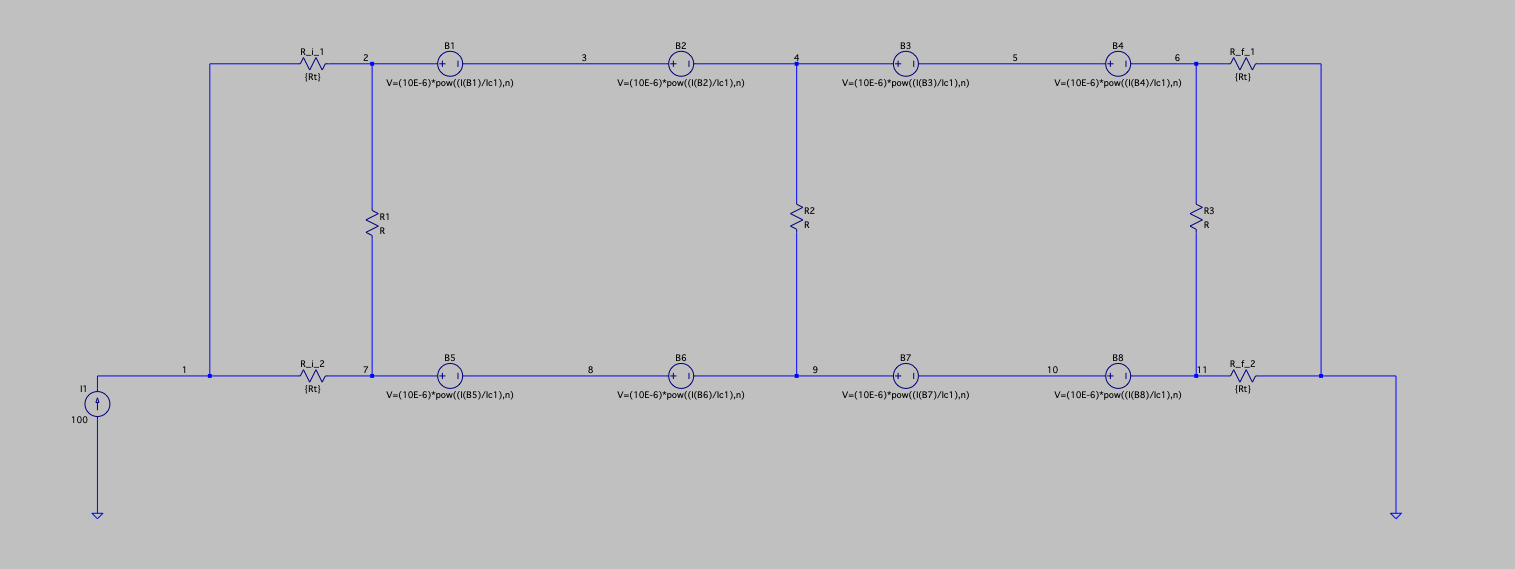 B1 B2 B3 B4
R_i_1 R_f_1
2 3 4 5 6
{Rt} {Rt}
V=(10E-6)*pow((I(B1)/Ic1),n) V=(10E-6)*pow((I(B2)/Ic1),n) V=(10E-6)*pow((I(B3)/Ic1),n) V=(10E-6)*pow((I(B4)/Ic1),n)
R1 R2 R3
R R R
B5 B6 B7 B8
R_i_2 R_f_2
1 7 8 9 10 11
{Rt} {Rt}
I1
V=(10E-6)*pow((I(B5)/Ic1),n) V=(10E-6)*pow((I(B6)/Ic1),n) V=(10E-6)*pow((I(B7)/Ic1),n) V=(10E-6)*pow((I(B8)/Ic1),n)
100